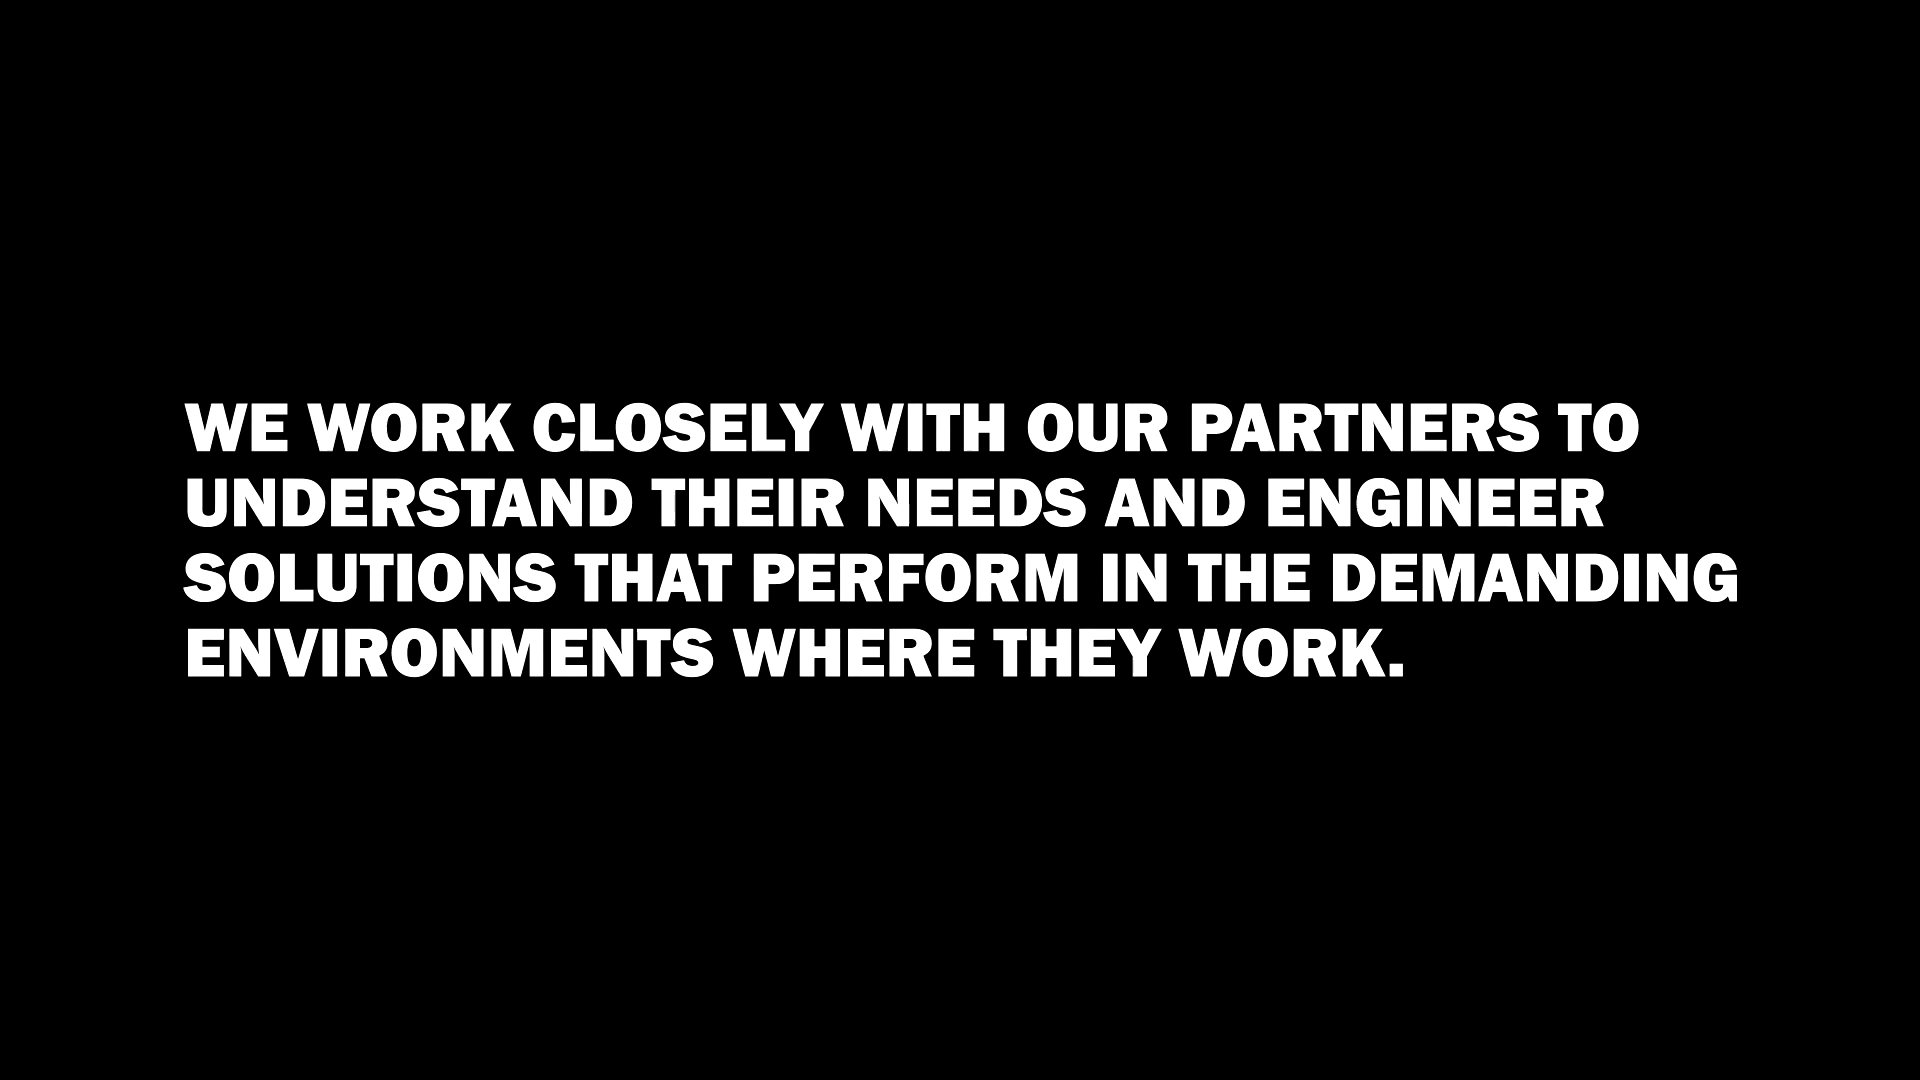 WE WORK CLOSELY WITH OUR PARTNERS TO
UNDERSTAND THEIR NEEDS AND ENGINEER
SOLUTIONS THAT PERFORM IN THE DEMANDING
ENVIRONMENTS WHERE THEY WORK.